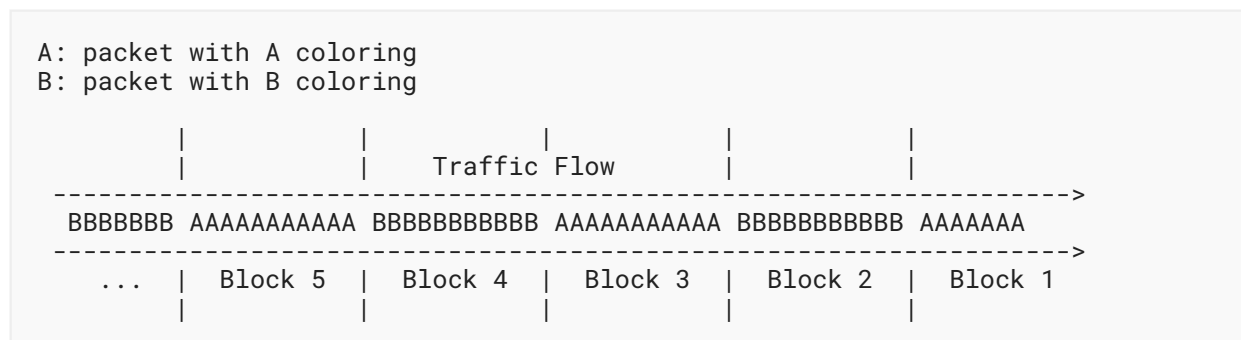 A: packet with A coloring
B: packet with B coloring
| | | | |
| | Traffic Flow | |
------------------------------------------------------------------->
BBBBBBB AAAAAAAAAAA BBBBBBBBBBB AAAAAAAAAAA BBBBBBBBBBB AAAAAAA
------------------------------------------------------------------->
... | Block 5 | Block 4 | Block 3 | Block 2 | Block 1
| | | | |